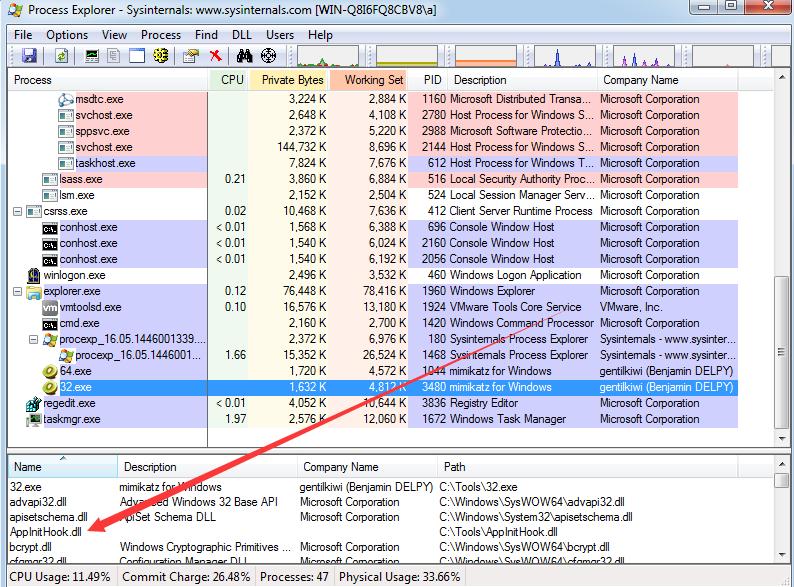 Process Explorer - Sysinternals: www.sysinternals.com [WIN-Q8I6FQ8CBV8\a]
File Options View Process Find DLL Users Help
Process CPU Private Bytes Working Set PID Description Company Name
msdtc.exe 3,224 K 2,884 K 1160 Microsoft Distributed Transa... Microsoft Corporation
svchost.exe 2,648 K 4,108 K 2780 Host Process for Windows S... Microsoft Corporation
sppsvc.exe 2,372 K 5,220 K 2988 Microsoft Software Protectio... Microsoft Corporation
svchost.exe 144,732 K 8,696 K 2144 Host Process for Windows S... Microsoft Corporation
taskhost.exe 7,824 K 7,676 K 612 Host Process for Windows T... Microsoft Corporation
lsass.exe 0.21 3,860 K 6,884 K 516 Local Security Authority Proc... Microsoft Corporation
lsm.exe 2,152 K 2,504 K 524 Local Session Manager Serv... Microsoft Corporation
csrss.exe 0.02 10,468 K 7,636 K 412 Client Server Runtime Process Microsoft Corporation
conhost.exe < 0.01 1,568 K 6,388 K 696 Console Window Host Microsoft Corporation
conhost.exe < 0.01 1,540 K 6,024 K 2160 Console Window Host Microsoft Corporation
conhost.exe < 0.01 1,540 K 6,192 K 2056 Console Window Host Microsoft Corporation
winlogon.exe 2,496 K 3,532 K 460 Windows Logon Application Microsoft Corporation
explorer.exe 0.12 76,448 K 78,416 K 1960 Windows Explorer Microsoft Corporation
vmtoolsd.exe 0.10 16,576 K 13,180 K 1924 VMware Tools Core Service VMware, Inc.
cmd.exe 2,160 K 2,700 K 1420 Windows Command Processor Microsoft Corporation
procexp_16.05.1446001339.... 2,372 K 6,976 K 180 Sysinternals Process Explorer Sysinternals - www.sysinter...
procexp_16.05.1446001... 1.66 15,352 K 26,524 K 1468 Sysinternals Process Explorer Sysinternals - www.sysinter...
64.exe 1,720 K 4,572 K 1044 mimikatz for Windows gentilkiwi (Benjamin DELPY)
32.exe 1,632 K 4,812 K 3480 mimikatz for Windows gentilkiwi (Benjamin DELPY)
regedit.exe < 0.01 4,052 K 10,644 K 3836 Registry Editor Microsoft Corporation
taskmgr.exe 1.97 2,576 K 12,060 K 1672 Windows Task Manager Microsoft Corporation
Name Description Company Name Path
32.exe mimikatz for Windows gentilkiwi (Benjamin DELPY) C:\Tools\32.exe
advapi32.dll Advanced Windows 32 Base API Microsoft Corporation C:\Windows\SysWOW64\advapi32.dll
apisetschema.dll ApiSet Schema DLL Microsoft Corporation C:\Windows\System32\apisetschema.dll
AppInitHook.dll C:\Tools\AppInitHook.dll
bcrypt.dll Windows Cryptographic Primitives ... Microsoft Corporation C:\Windows\SysWOW64\bcrypt.dll
cfgmgr32.dll Configuration Manager DLL Microsoft Corporation C:\Windows\SysWOW64\cfgmgr32.dll
CPU Usage: 11.49% Commit Charge: 26.48% Processes: 47 Physical Usage: 33.66%